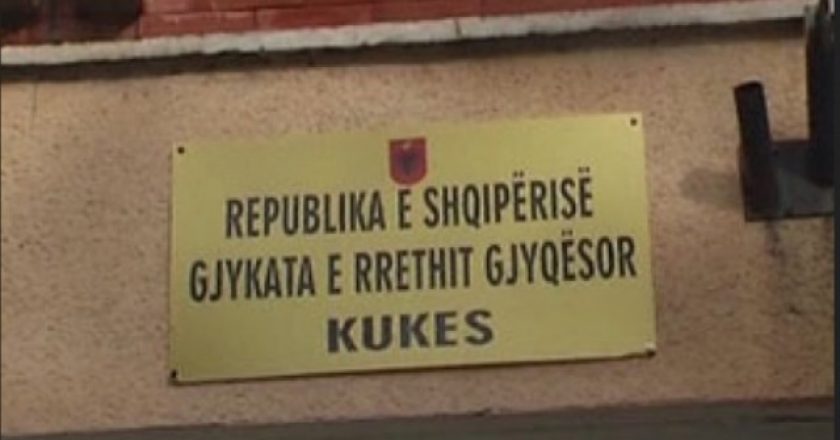 REPUBLIKA E SHQIPËRISË
GJYKATA E RRETHIT GJYQËSOR
KUKES